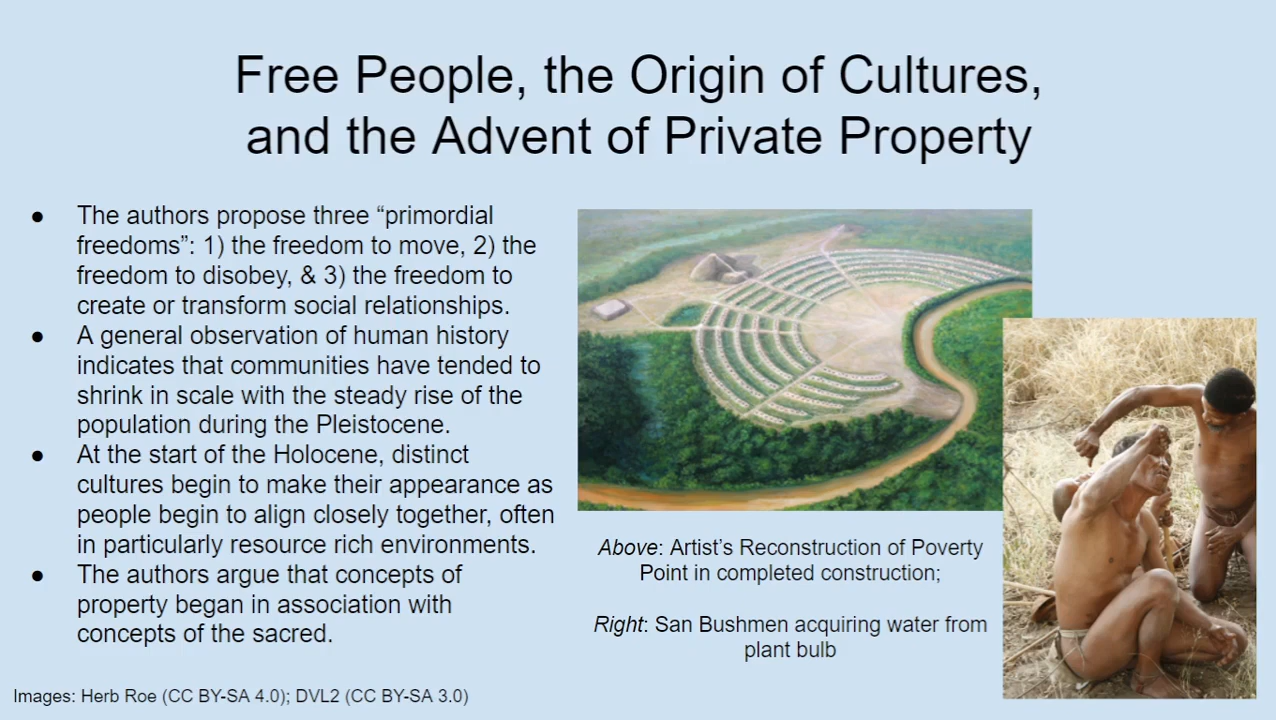 Free People, the Origin of Cultures,
and the Advent of Private Property
● The authors propose three “primordial
freedoms”: 1) the freedom to move, 2) the
freedom to disobey, & 3) the freedom to
create or transform social relationships.
● A general observation of human history
indicates that communities have tended to
shrink in scale with the steady rise of the
population during the Pleistocene.
● At the start of the Holocene, distinct
cultures begin to make their appearance as
people begin to align closely together, often
in particularly resource rich environments.
● The authors argue that concepts of
property began in association with
concepts of the sacred.
Above: Artist’s Reconstruction of Poverty
Point in completed construction;
Right: San Bushmen acquiring water from
plant bulb
Images: Herb Roe (CC BY-SA 4.0); DVL2 (CC BY-SA 3.0)